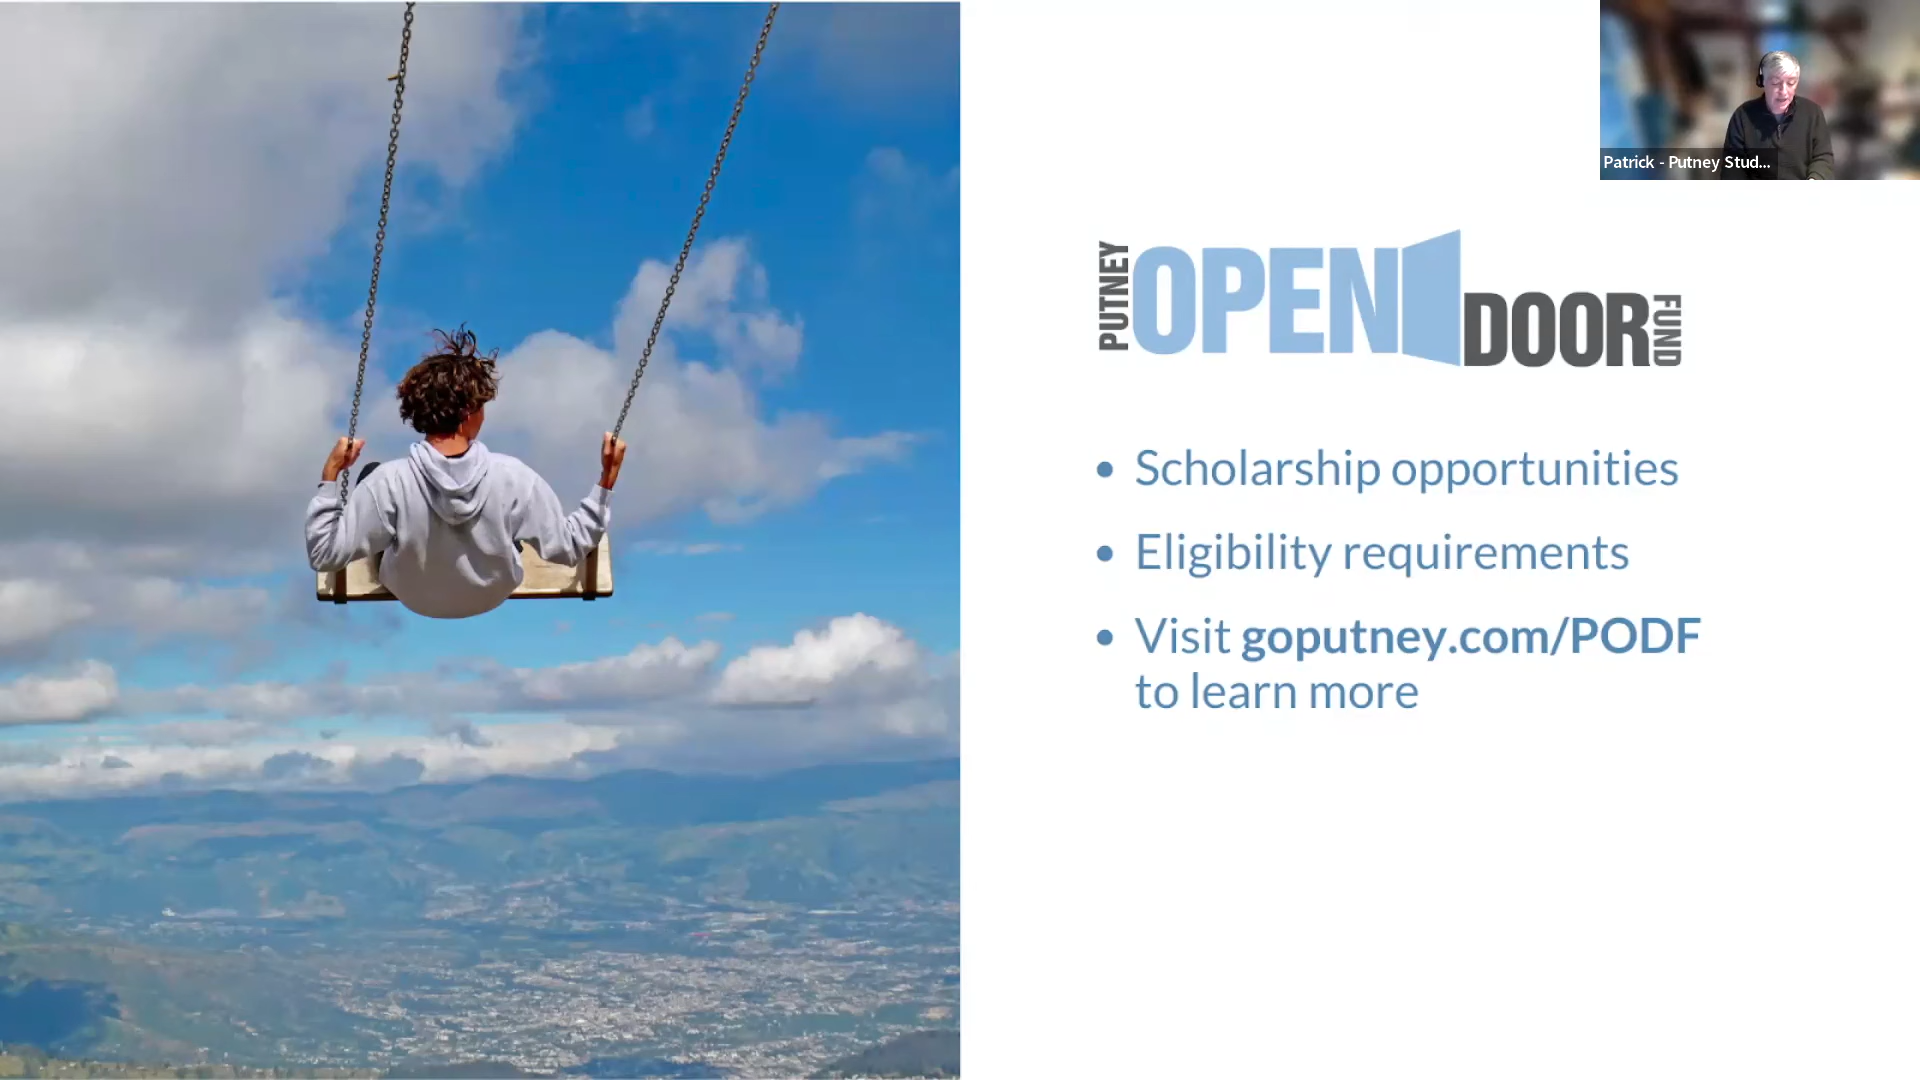 Patrick - Putney Stud...
PUTNEY OPEN DOOR FUND
• Scholarship opportunities
• Eligibility requirements
• Visit goputney.com/PODF
to learn more